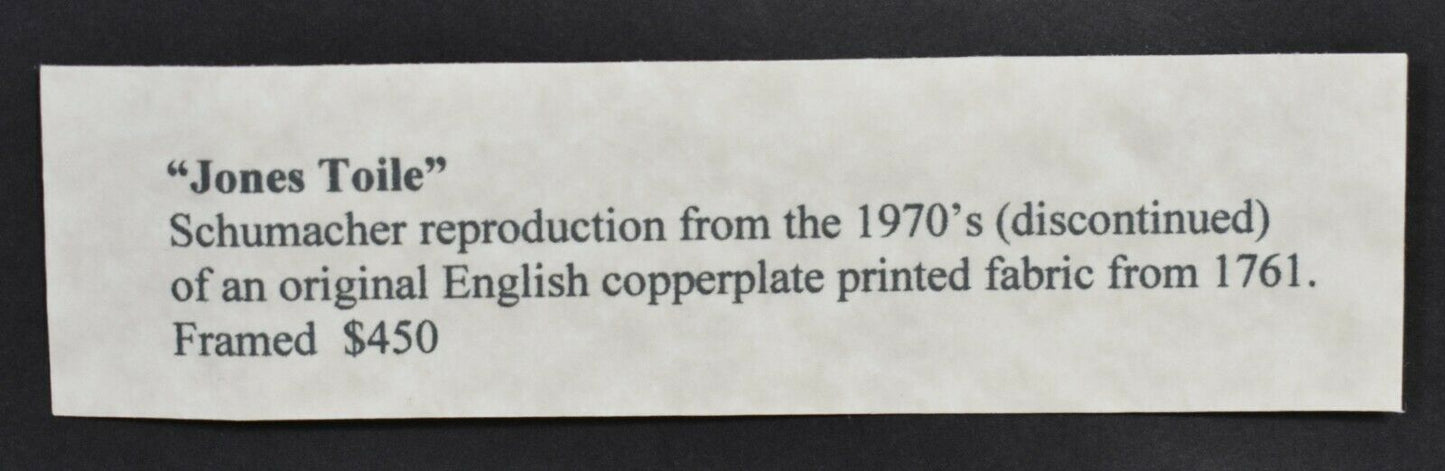 “Jones Toile”
Schumacher reproduction from the 1970’s (discontinued)
of an original English copperplate printed fabric from 1761.
Framed $450